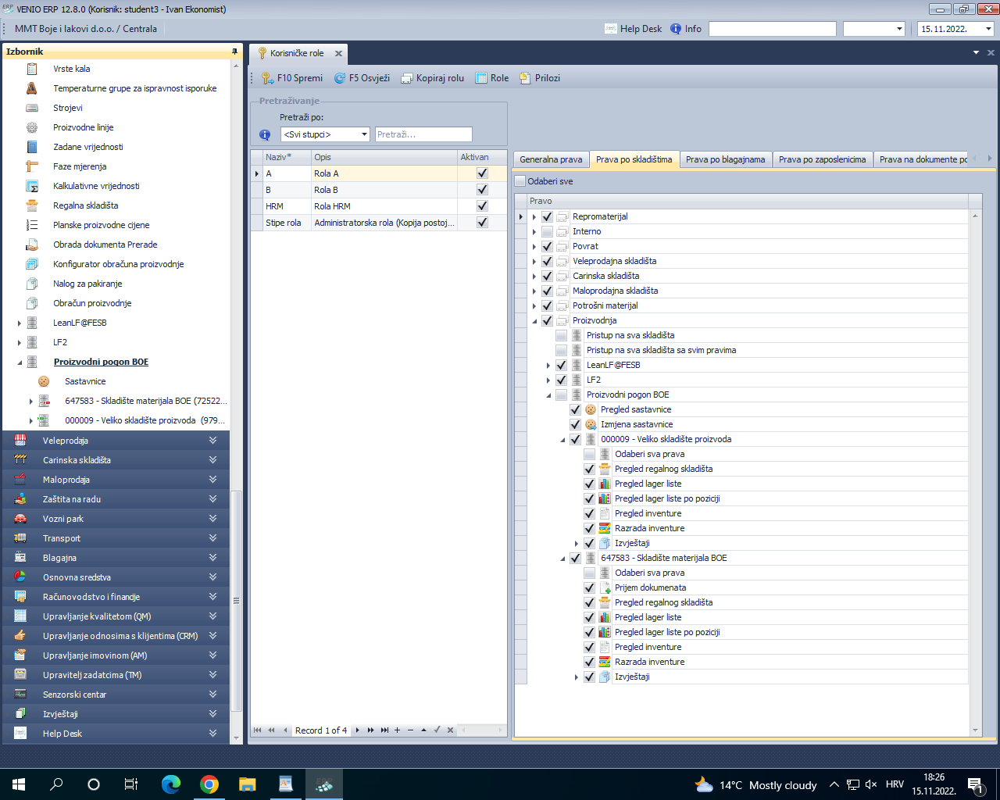 VENIO ERP 12.8.0 (Korisnik: student3 - Ivan Ekonomist)
MMT Boje i lakovi d.o.o. / Centrala
Help Desk
Info
15.11.2022.
Izbornik
Vrste kala
Temperaturne grupe za ispravnost isporuke
Strojevi
Proizvodne linije
Zadane vrijednosti
Faze mjerenja
Kalkulativne vrijednosti
Regalna skladišta
Planske proizvodne cijene
Obrada dokumenta Prerade
Konfigurator obračuna proizvodnje
Nalog za pakiranje
Obračun proizvodnje
LeanLF@FESB
LF2
Proizvodni pogon BOE
Sastavnice
647583 - Skladište materijala BOE (72522...
000009 - Veliko skladište proizvoda (979...
Veleprodaja
Carinska skladišta
Maloprodaja
Zaštita na radu
Vozni park
Transport
Blagajna
Osnovna sredstva
Računovodstvo i financije
Upravljanje kvalitetom (QM)
Upravljanje odnosima s klijentima (CRM)
Upravljanje imovinom (AM)
Upravitelj zadatcima (TM)
Senzorski centar
Izvještaji
Help Desk
Korisničke role
F10 Spremi
F5 Osvježi
Kopiraj rolu
Role
Prilozi
Pretraživanje
Pretraži po:
<Svi stupci>
Pretraži...
Naziv* Opis Aktivan
A Rola A
B Rola B
HRM Rola HRM
Stipe rola Administratorska rola (Kopija postoj...
Record 1 of 4
Generalna prava
Prava po skladištima
Prava po blagajnama
Prava po zaposlenicima
Prava na dokumente po
Odaberi sve
Pravo
Repromaterijal
Interno
Povrat
Veleprodajna skladišta
Carinska skladišta
Maloprodajna skladišta
Potrošni materijal
Proizvodnja
Pristup na sva skladišta
Pristup na sva skladišta sa svim pravima
LeanLF@FESB
LF2
Proizvodni pogon BOE
Pregled sastavnice
Izmjena sastavnice
000009 - Veliko skladište proizvoda
Odaberi sva prava
Pregled regalnog skladišta
Pregled lager liste
Pregled lager liste po poziciji
Pregled inventure
Razrada inventure
Izvještaji
647583 - Skladište materijala BOE
Odaberi sva prava
Prijem dokumenata
Pregled regalnog skladišta
Pregled lager liste
Pregled lager liste po poziciji
Pregled inventure
Razrada inventure
Izvještaji
14°C Mostly cloudy
HRV
18:26
15.11.2022.
1